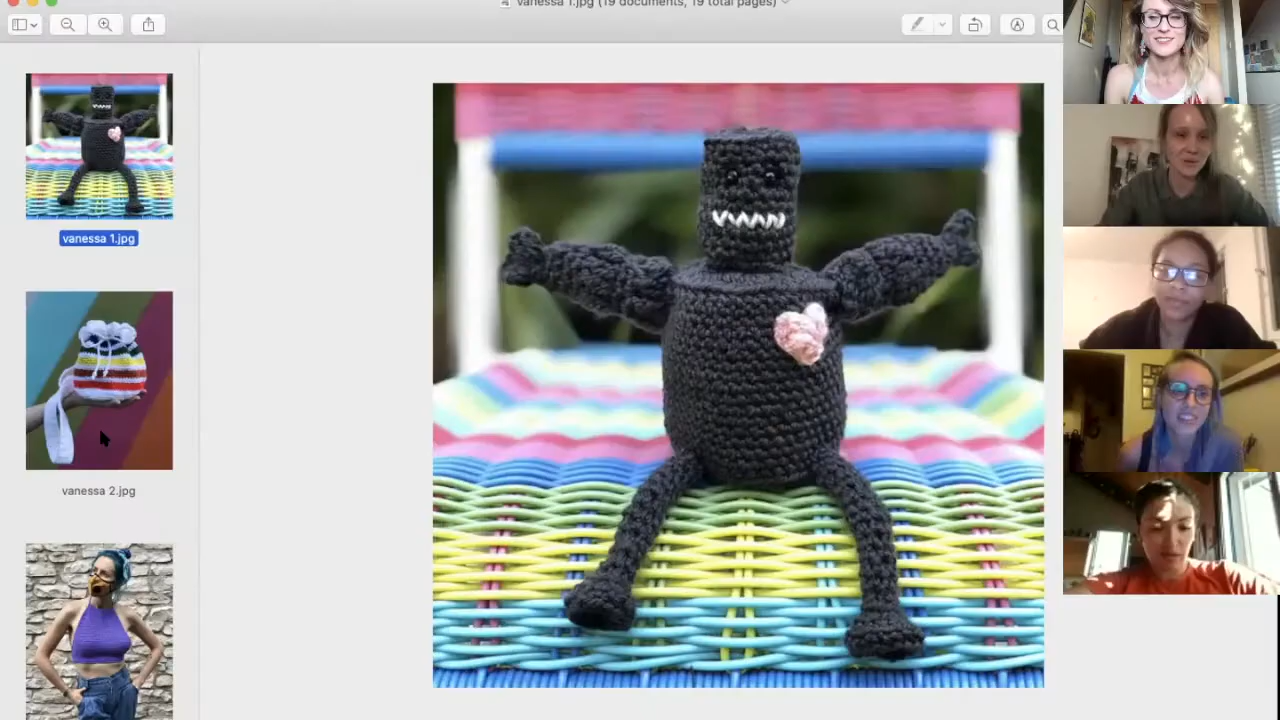 vanessa 1.jpg (19 documents, 19 total pages)
vanessa 1.jpg
vanessa 2.jpg